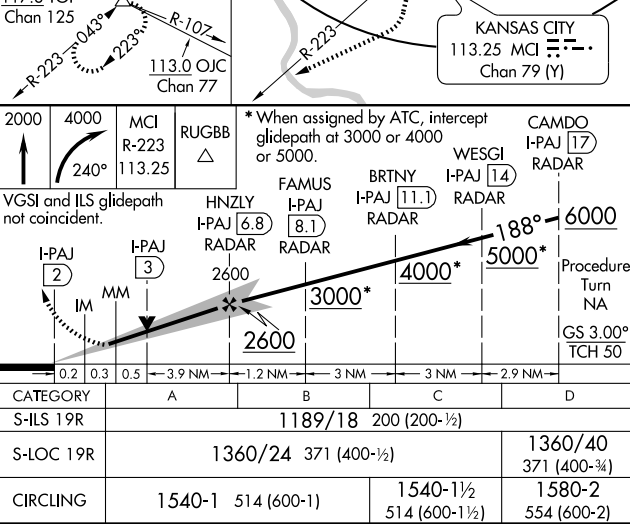 Chan 125
043°
223°
R-107
R-223
113.0 OJC
Chan 77
R-223
KANSAS CITY
113.25 MCI
Chan 79 (Y)
2000
4000
240°
MCI
R-223
113.25
RUGBB
* When assigned by ATC, intercept
glidepath at 3000 or 4000
or 5000.
CAMDO
I-PAJ 17
RADAR
WESGI
I-PAJ 14
RADAR
BRTNY
I-PAJ 11.1
RADAR
FAMUS
I-PAJ
8.1
RADAR
HNZLY
I-PAJ 6.8
RADAR
2600
VGSI and ILS glidepath
not coincident.
I-PAJ
2
I-PAJ
3
IM
MM
188°
6000
5000*
4000*
3000*
2600
Procedure
Turn
NA
GS 3.00°
TCH 50
0.2 0.3 0.5 3.9 NM 1.2 NM 3 NM 3 NM 2.9 NM
CATEGORY A B C D
S-ILS 19R 1189/18 200 (200-½)
S-LOC 19R 1360/24 371 (400-½) 1360/40 371 (400-¾)
CIRCLING 1540-1 514 (600-1) 1540-1½ 514 (600-1½) 1580-2 554 (600-2)